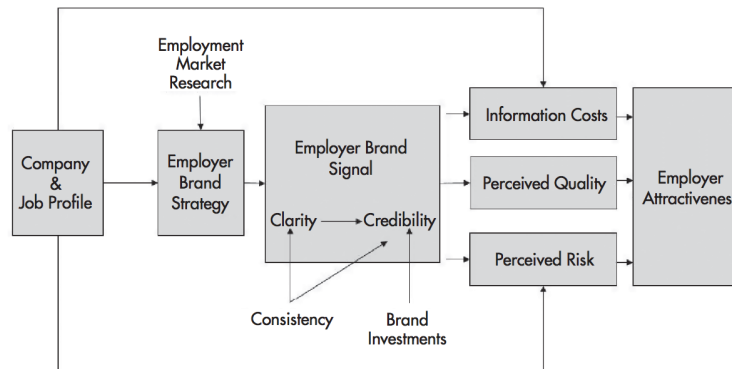 Employment
Market
Research
Company
&
Job Profile
Employer
Brand
Strategy
Employer Brand
Signal
Clarity
Credibility
Consistency
Brand
Investments
Information Costs
Perceived Quality
Perceived Risk
Employer
Attractivenes